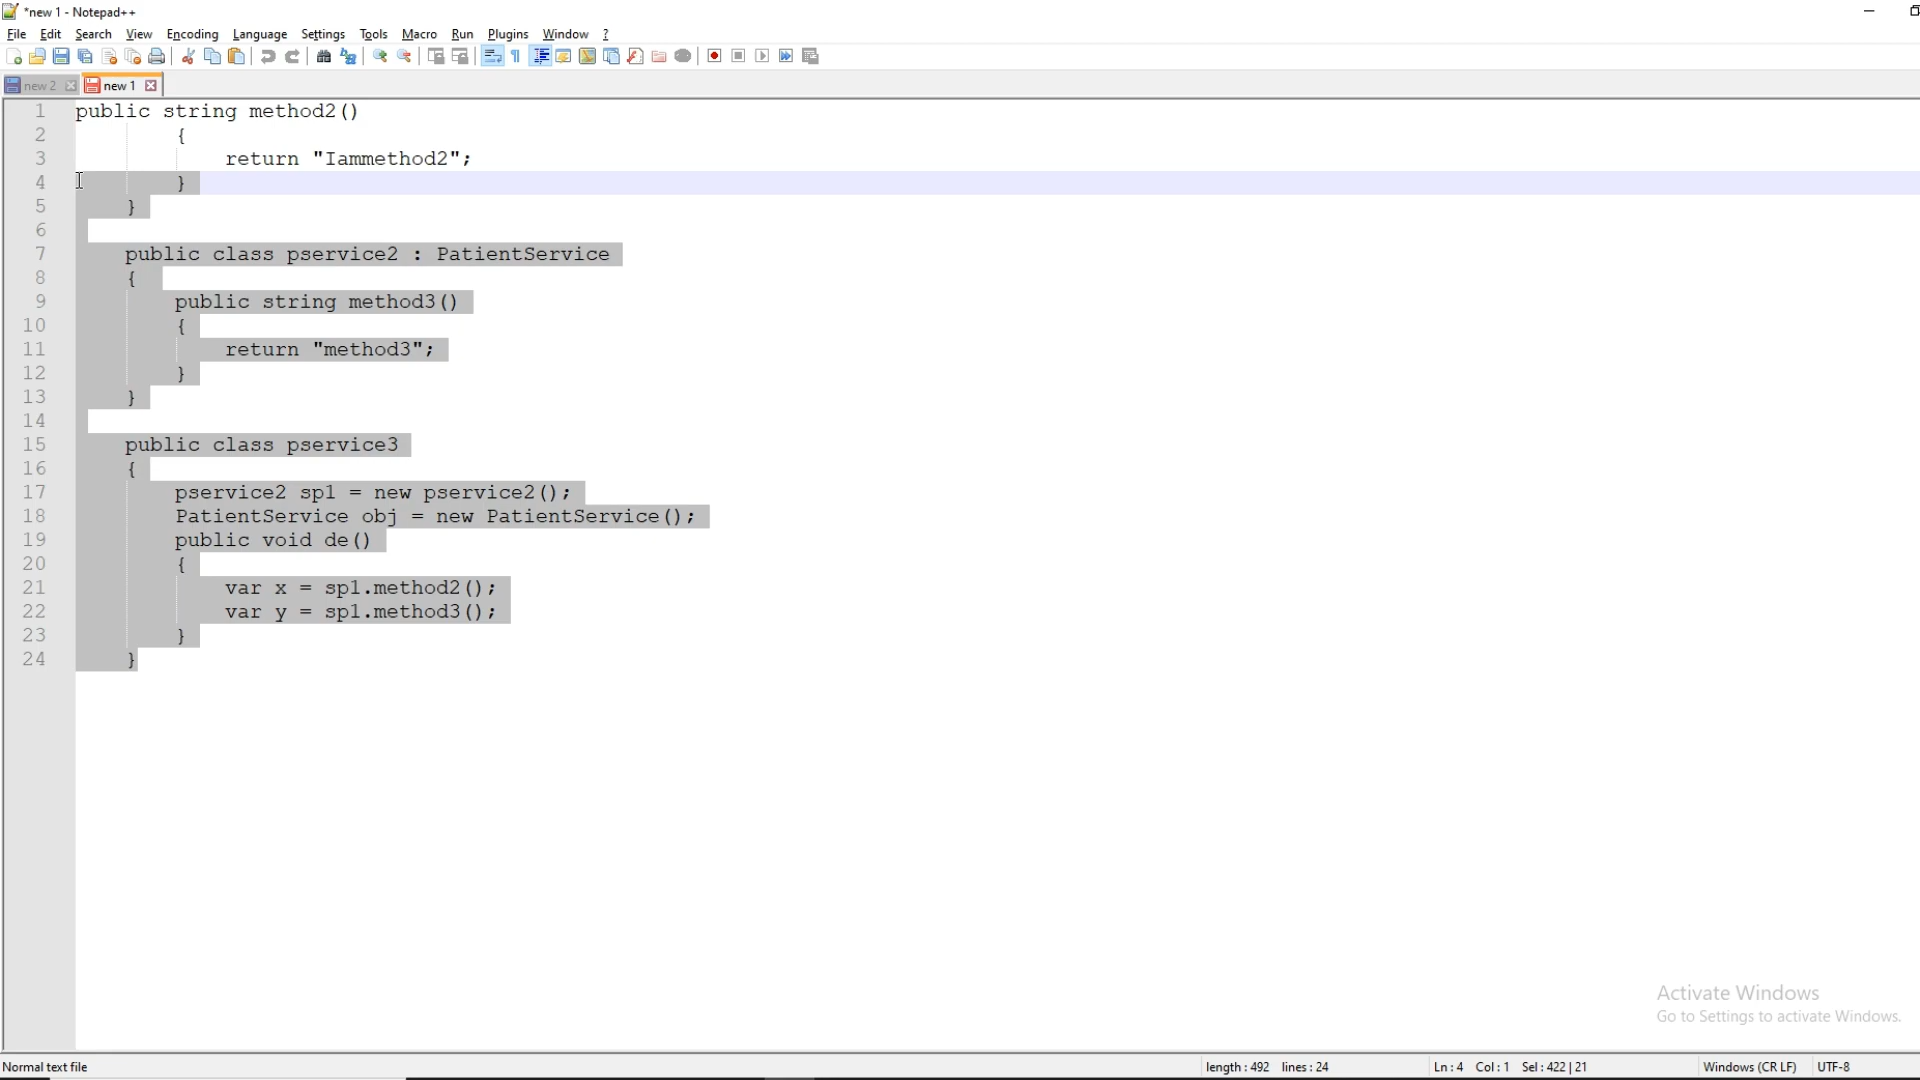 *new 1 - Notepad++
File Edit Search View Encoding Language Settings Tools Macro Run Plugins Window ?
new 2 new 1
1 public string method2()
2 {
3 return "Iammethod2";
4 }
5 }
6
7 public class pservice2 : PatientService
8 {
9 public string method3()
10 {
11 return "method3";
12 }
13 }
14
15 public class pservice3
16 {
17 pservice2 sp1 = new pservice2();
18 PatientService obj = new PatientService();
19 public void de()
20 {
21 var x = sp1.method2();
22 var y = sp1.method3();
23 }
24 }
Activate Windows
Go to Settings to activate Windows.
Normal text file length : 492 lines : 24 Ln : 4 Col : 1 Sel : 422 | 21 Windows (CR LF) UTF-8